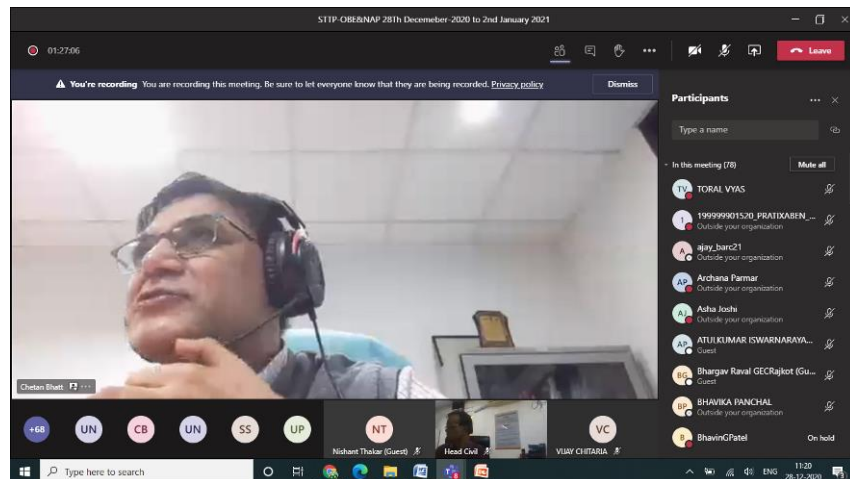 STTP-OBE&NAP 28Th Decemeber-2020 to 2nd January 2021
01:27:06
Leave
You're recording You are recording this meeting. Be sure to let everyone know that they are being recorded. Privacy policy
Dismiss
Participants
Type a name
In this meeting (78)
Mute all
TV TORAL VYAS
1 199999901520_PRATIXABEN_...
Outside your organization
A ajay_barc21
Outside your organization
AP Archana Parmar
Outside your organization
AJ Asha Joshi
Outside your organization
AP ATULKUMAR ISWARNARAYA...
Guest
BG Bhargav Raval GECRajkot (Gu...
Guest
BP BHAVIKA PANCHAL
Outside your organization
B BhavinGPatel On hold
Chetan Bhatt
+68 UN CB UN SS UP NT VC
Nishant Thakar (Guest) Head Civil VIJAY CHITARIA
Type here to search
ENG 11:20
28-12-2020